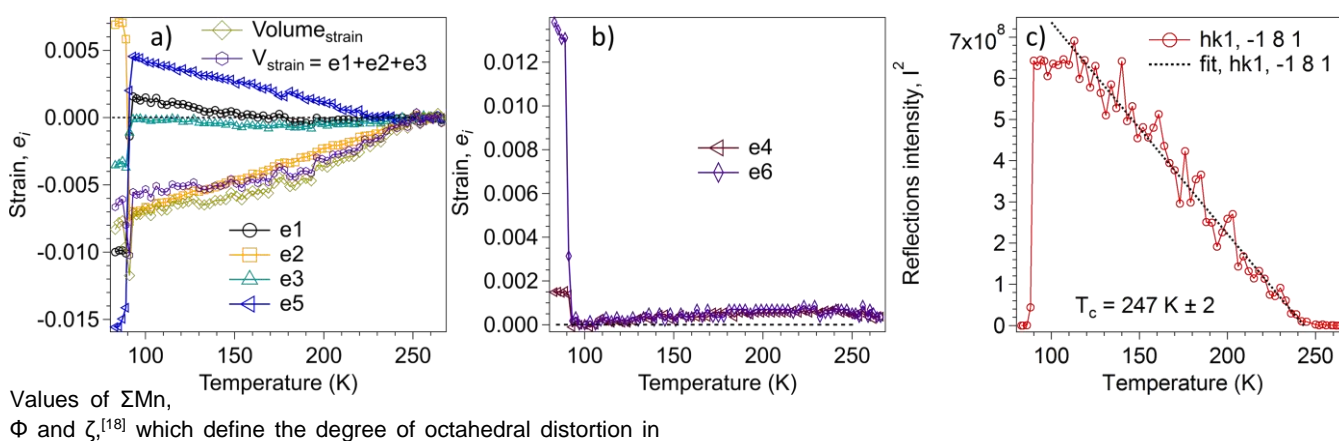 a)
Volume_strain
V_strain = e1+e2+e3
0.005
0.000
-0.005
-0.010
-0.015
Strain, e_i
e1
e2
e3
e5
100 150 200 250
Temperature (K)
b)
0.012
0.010
0.008
0.006
0.004
0.002
0.000
Strain, e_i
e4
e6
100 150 200 250
Temperature (K)
c)
hk1, -1 8 1
fit, hk1, -1 8 1
7x10⁸
6
5
4
3
2
1
0
Reflections intensity, I²
T_c = 247 K ± 2
100 150 200 250
Temperature (K)
Values of ΣMn,
Φ and ζ,[18] which define the degree of octahedral distortion in